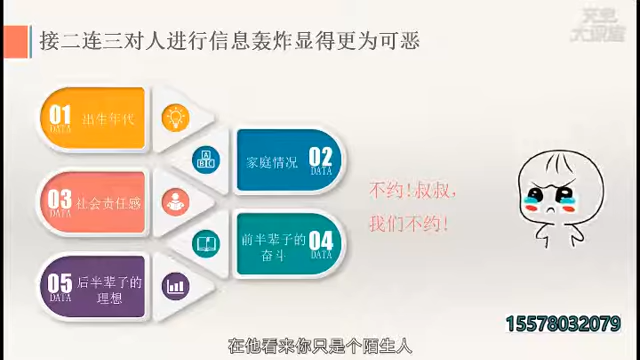 接二连三对人进行信息轰炸显得更为可恶
01
DATA
出生年代
A
B C
家庭情况
02
DATA
03
DATA
社会责任感
前半辈子的
奋斗
04
DATA
05
DATA
后半辈子的
理想
不约!叔叔,
我们不约!
15578032079
在他看来你只是个陌生人